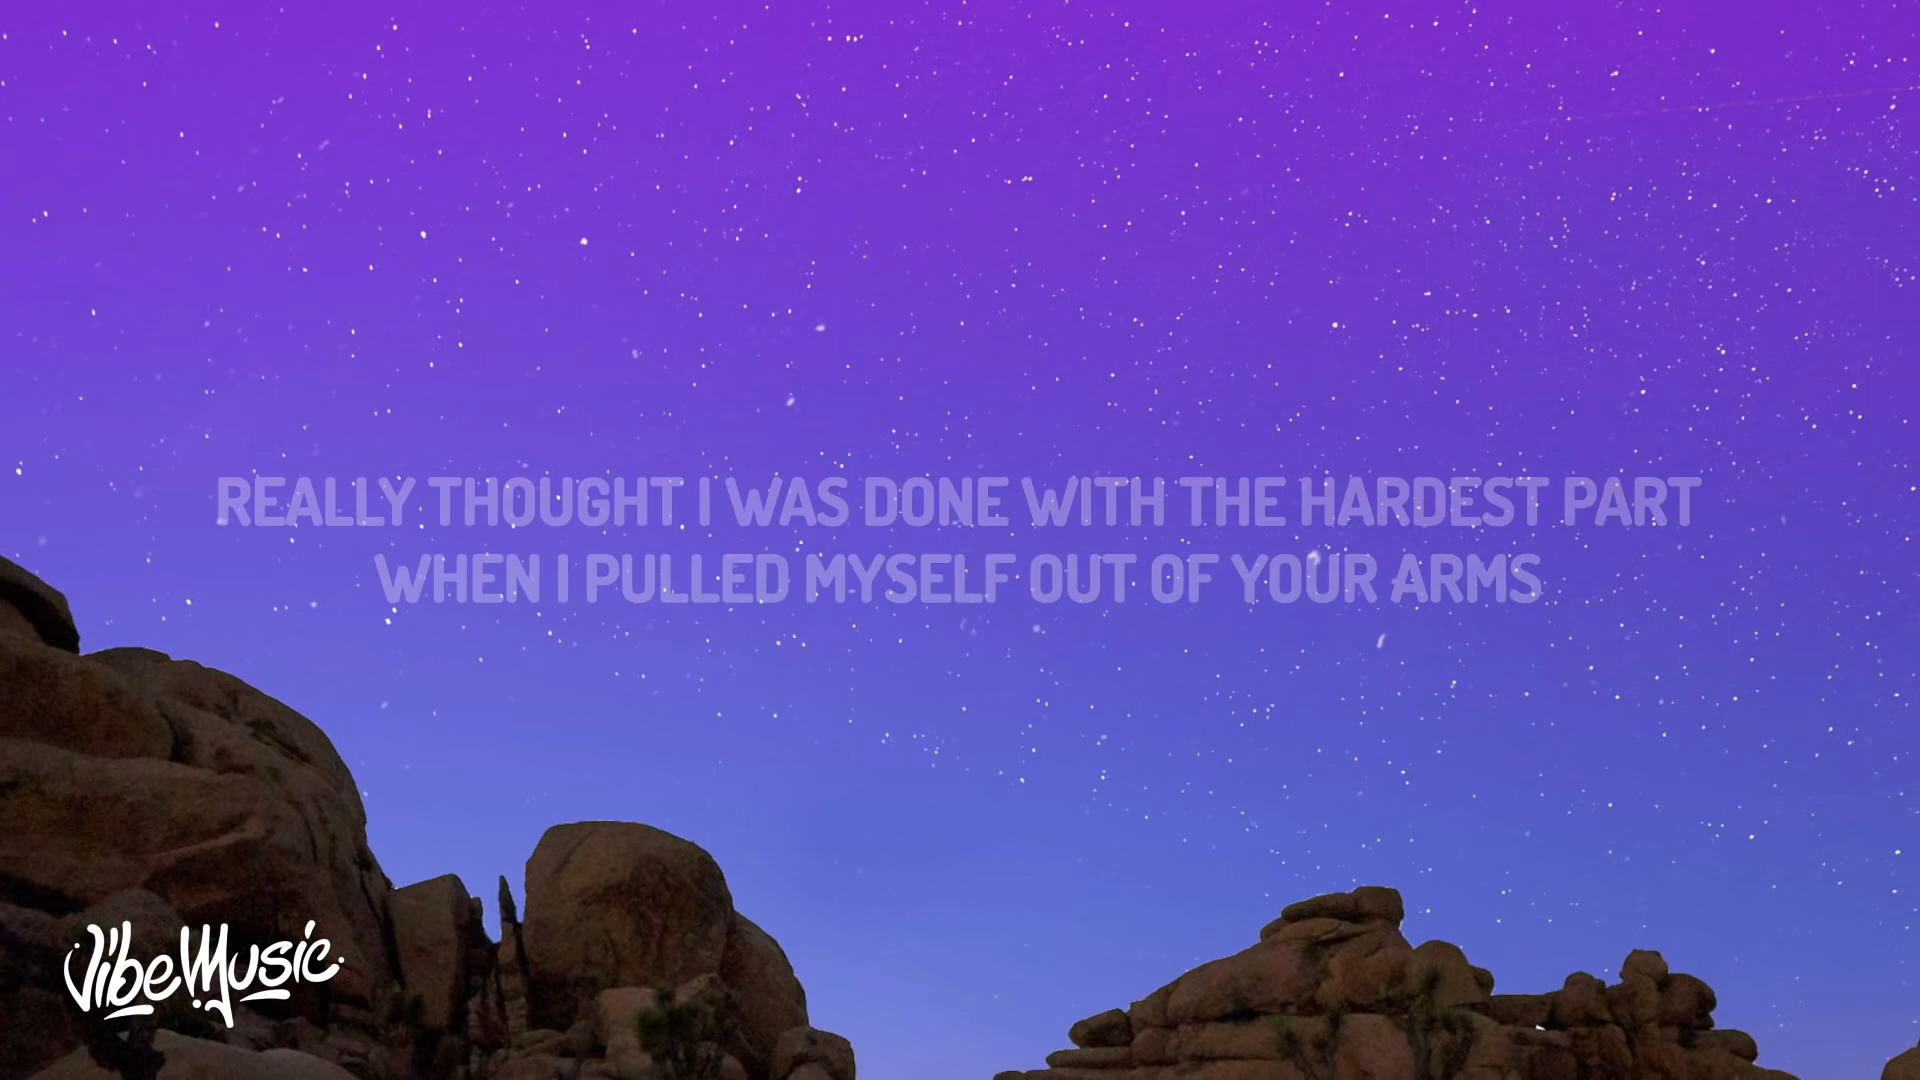 REALLY THOUGHT I WAS DONE WITH THE HARDEST PART
WHEN I PULLED MYSELF OUT OF YOUR ARMS
VibeMusic